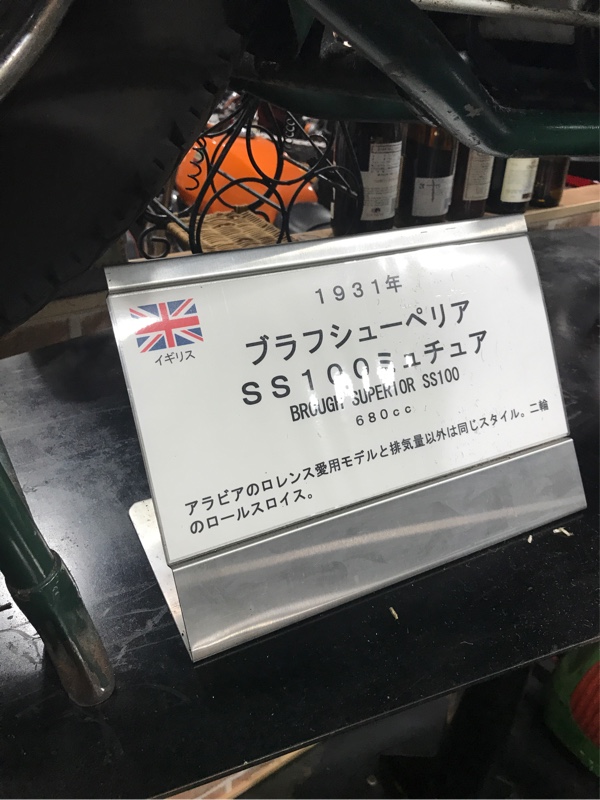 1931年
イギリス
ブラフシューペリア
SS100ミュチュア
BROUGH SUPERIOR SS100
680cc
アラビアのロレンス愛用モデルと排気量以外は同じスタイル。二輪
のロールスロイス。